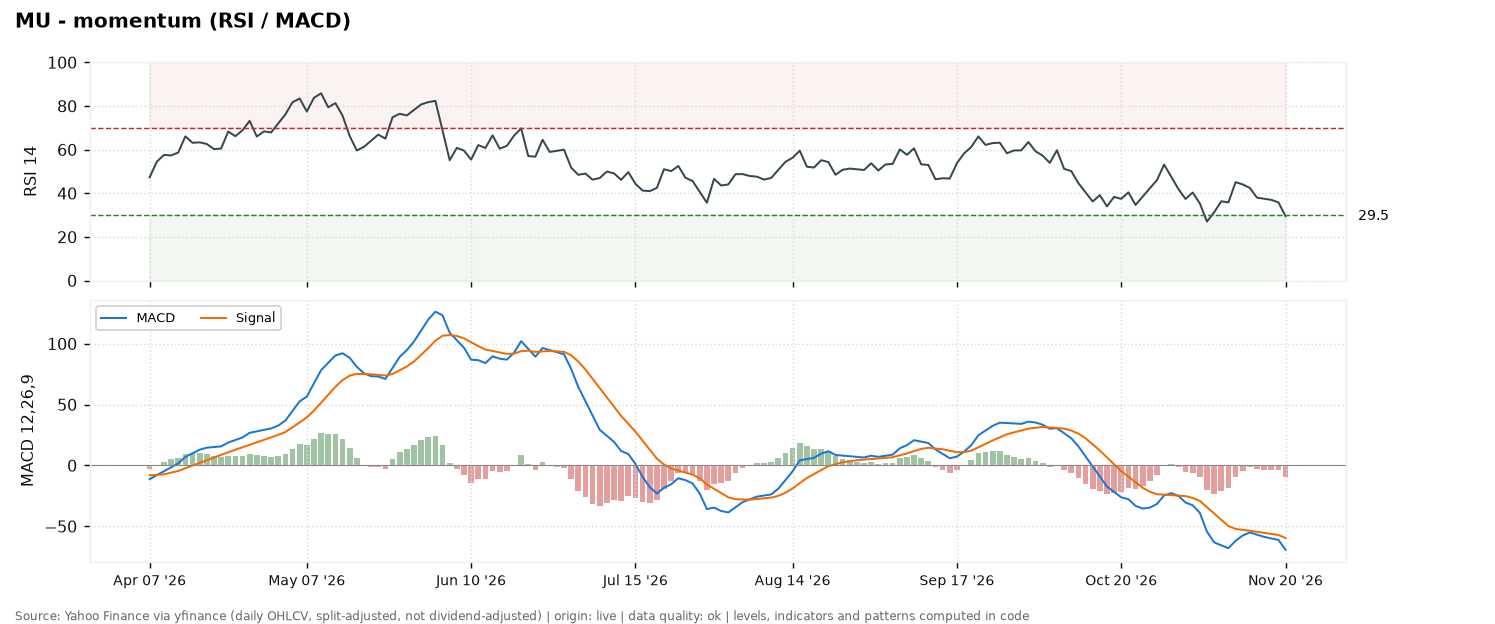 MU - momentum (RSI / MACD)
100
80
60
40
20
0
RSI 14
29.5
MACD
Signal
100
50
0
−50
MACD 12,26,9
Apr 07 '26
May 07 '26
Jun 10 '26
Jul 15 '26
Aug 14 '26
Sep 17 '26
Oct 20 '26
Nov 20 '26
Source: Yahoo Finance via yfinance (daily OHLCV, split-adjusted, not dividend-adjusted) | origin: live | data quality: ok | levels, indicators and patterns computed in code